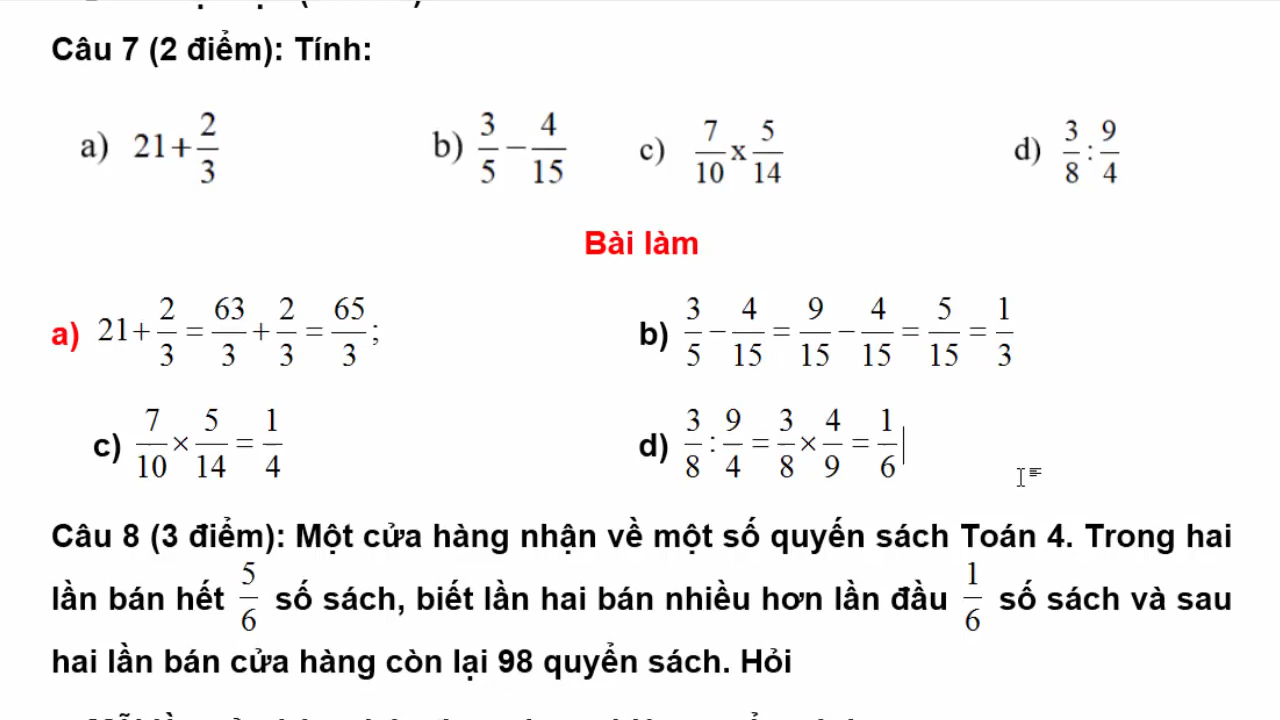 Câu 7 (2 điểm): Tính:
a) 21 + 2/3 b) 3/5 − 4/15 c) 7/10 x 5/14 d) 3/8 : 9/4
Bài làm
a) 21 + 2/3 = 63/3 + 2/3 = 65/3 ; b) 3/5 − 4/15 = 9/15 − 4/15 = 5/15 = 1/3
c) 7/10 × 5/14 = 1/4 d) 3/8 : 9/4 = 3/8 × 4/9 = 1/6
Câu 8 (3 điểm): Một cửa hàng nhận về một số quyến sách Toán 4. Trong hai
lần bán hết 5/6 số sách, biết lần hai bán nhiều hơn lần đầu 1/6 số sách và sau
hai lần bán cửa hàng còn lại 98 quyển sách. Hỏi